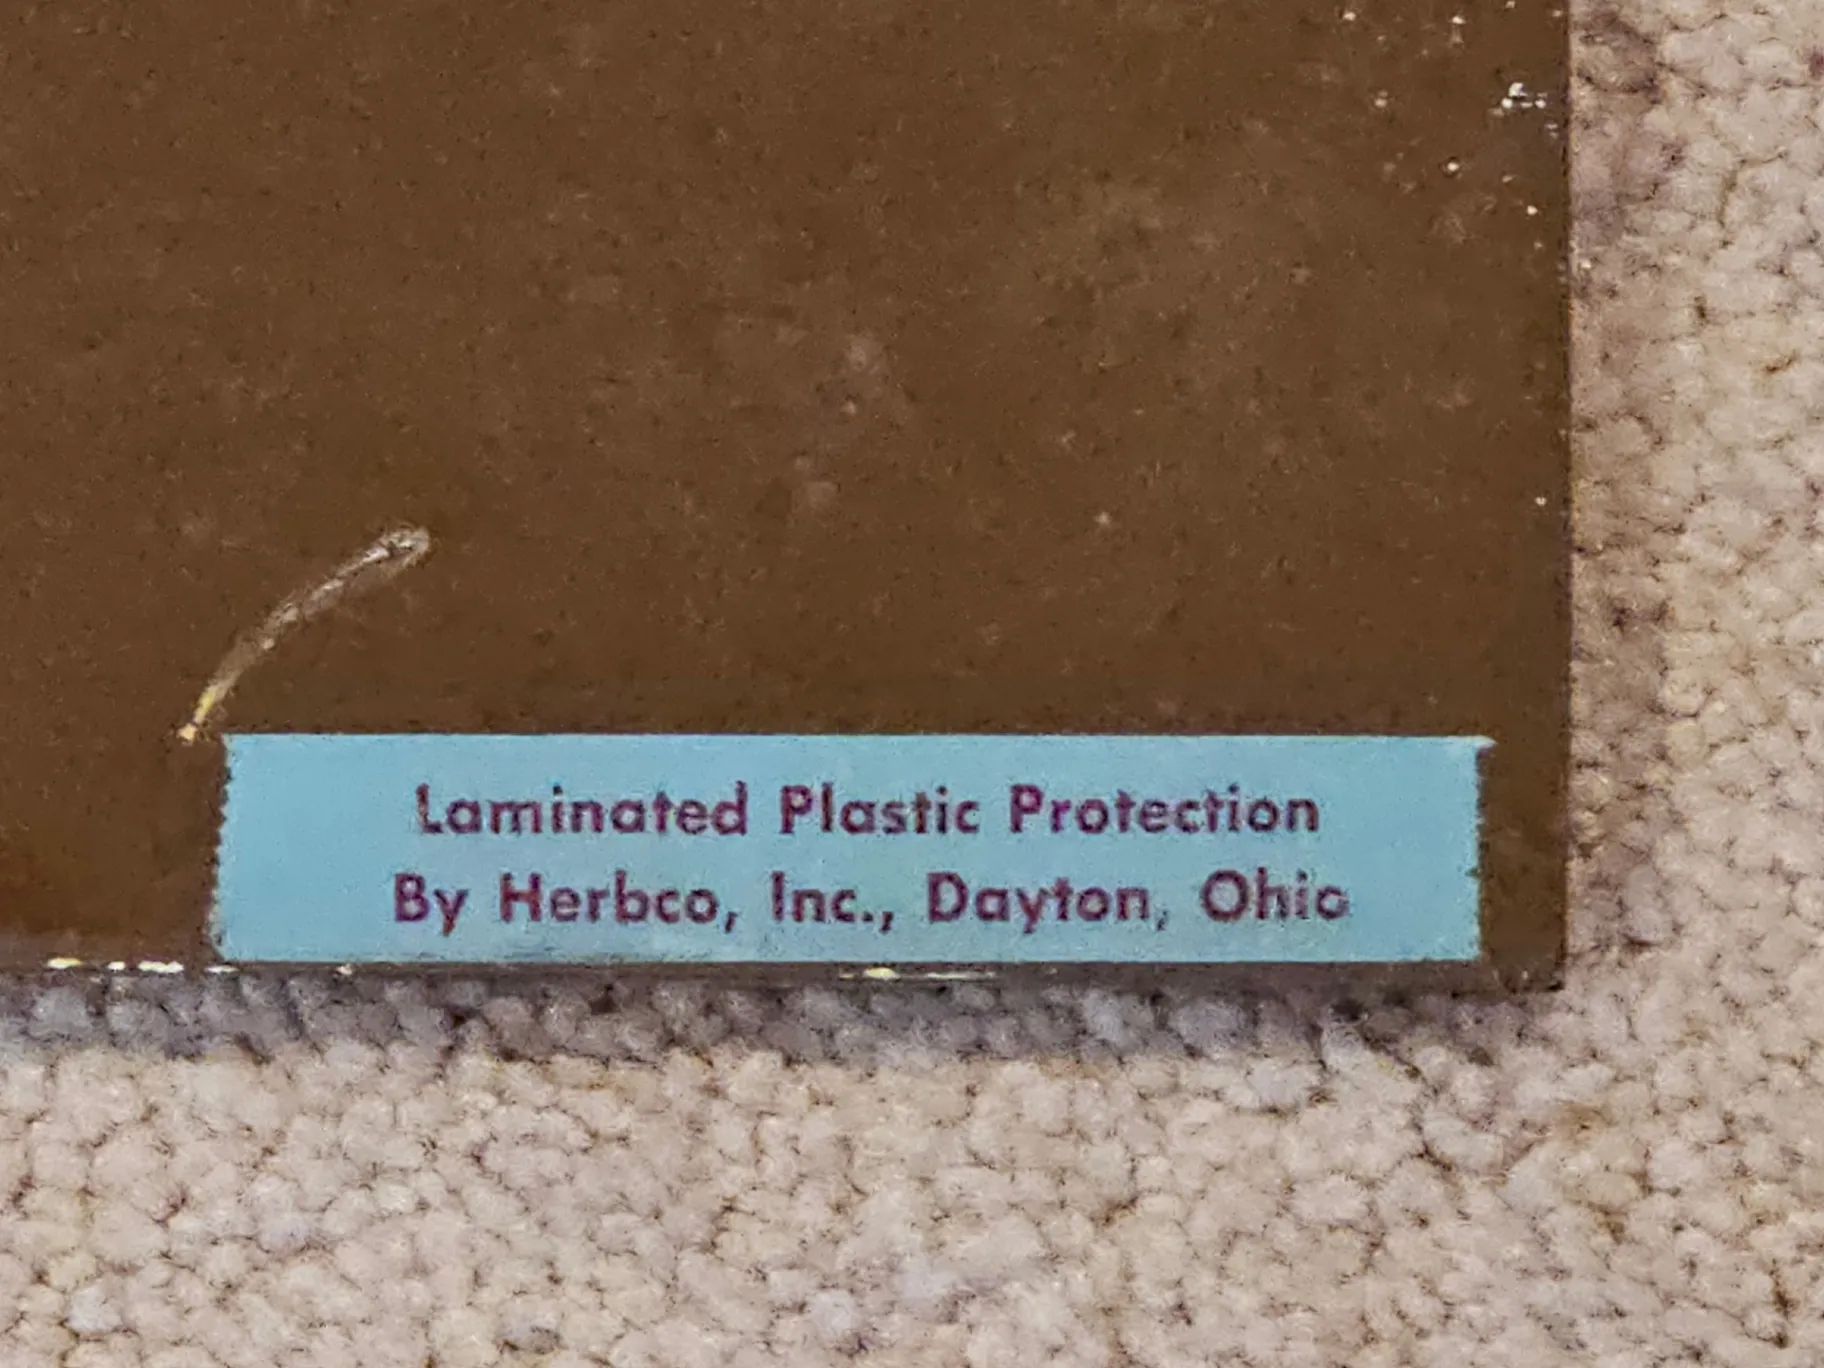 Laminated Plastic Protection
By Herbco, Inc., Dayton, Ohio